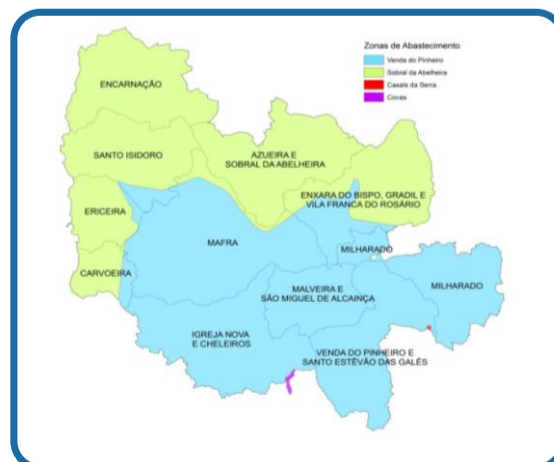 Zonas de Abastecimento
Venda do Pinheiro
Sobral da Abelheira
Casais da Serra
Covas
ENCARNAÇÃO
SANTO ISIDORO
AZUEIRA E
SOBRAL DA ABELHEIRA
ENXARA DO BISPO, GRADIL E
VILA FRANCA DO ROSÁRIO
ERICEIRA
MAFRA
MILHARADO
CARVOEIRA
MALVEIRA E
SÃO MIGUEL DE ALCAINÇA
MILHARADO
IGREJA NOVA
E CHELEIROS
VENDA DO PINHEIRO E
SANTO ESTÊVÃO DAS GALÉS